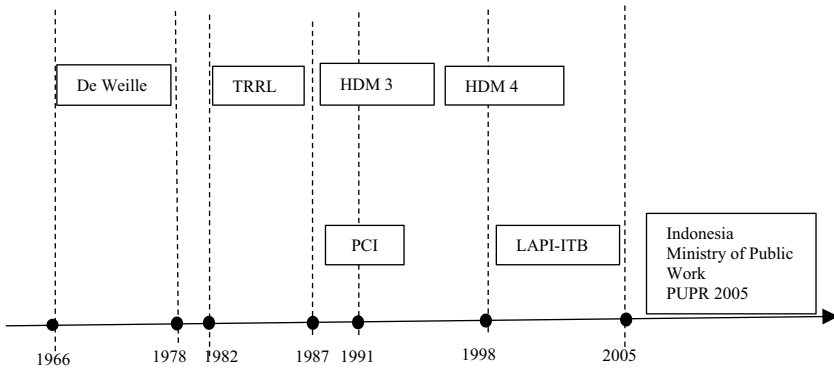 De Weille
TRRL
HDM 3
HDM 4
PCI
LAPI-ITB
Indonesia
Ministry of Public
Work
PUPR 2005
1966
1978
1982
1987
1991
1998
2005